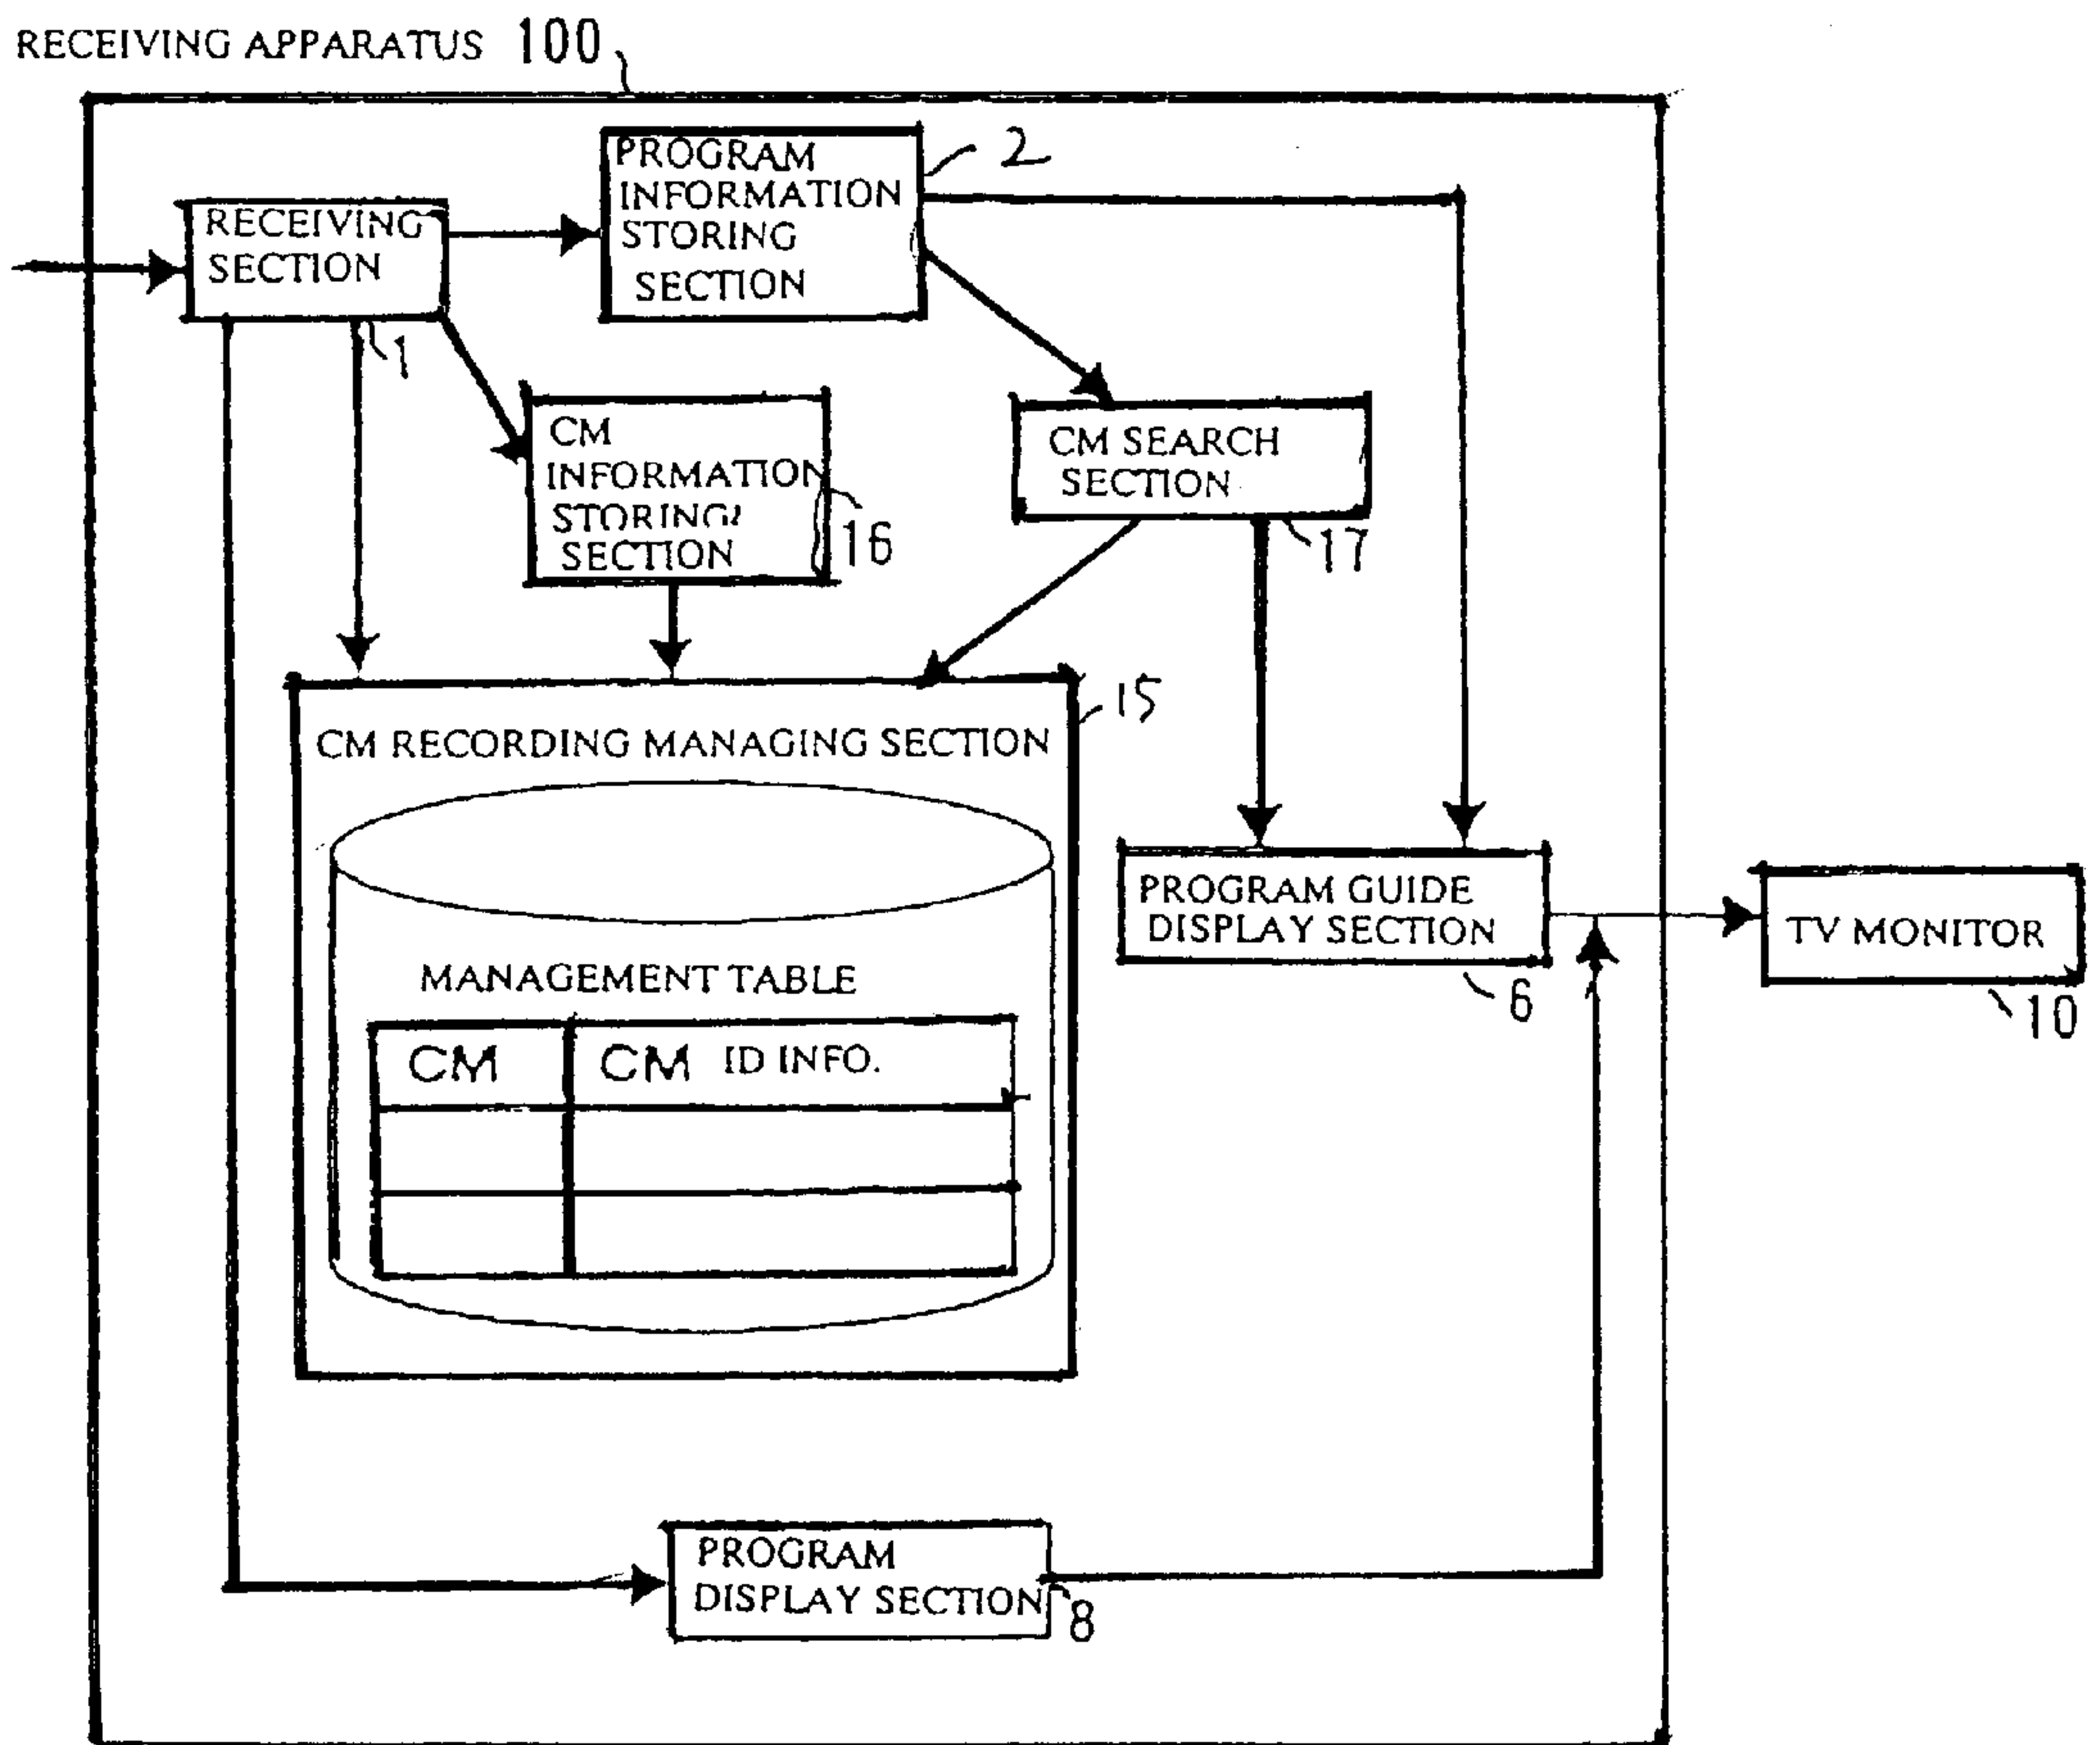 RECEIVING APPARATUS 100
PROGRAM
INFORMATION
STORING
SECTION
2
RECEIVING
SECTION
1
CM
INFORMATION
STORING
SECTION
16
CM SEARCH
SECTION
17
CM RECORDING MANAGING SECTION
15
MANAGEMENT TABLE
CM
CM ID INFO.
PROGRAM GUIDE
DISPLAY SECTION
6
TV MONITOR
10
PROGRAM
DISPLAY SECTION
8